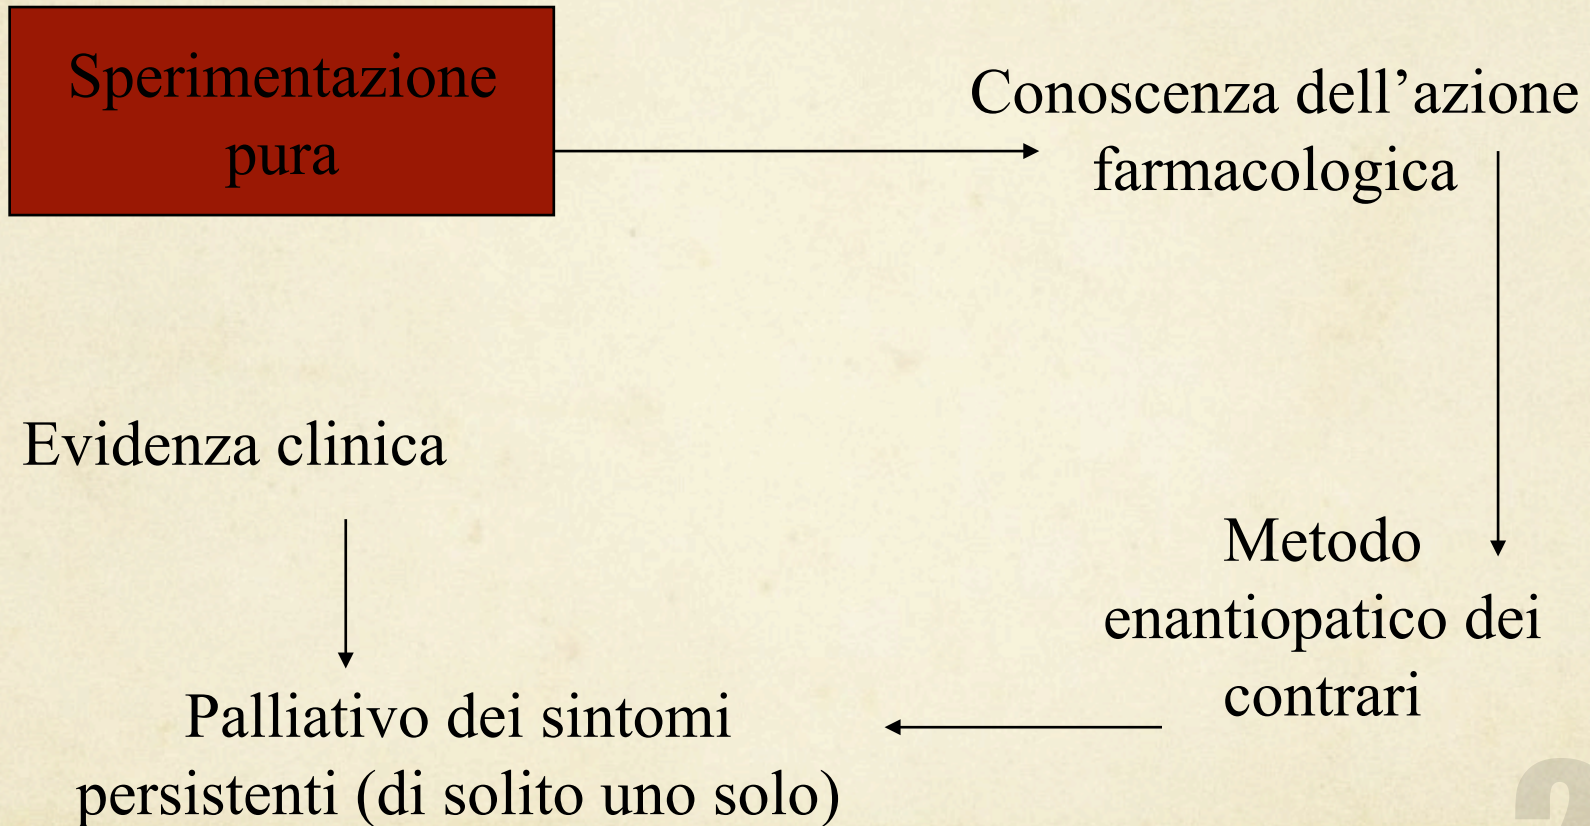 Sperimentazione
pura
Conoscenza dell’azione
farmacologica
Evidenza clinica
Metodo
enantiopatico dei
contrari
Palliativo dei sintomi
persistenti (di solito uno solo)